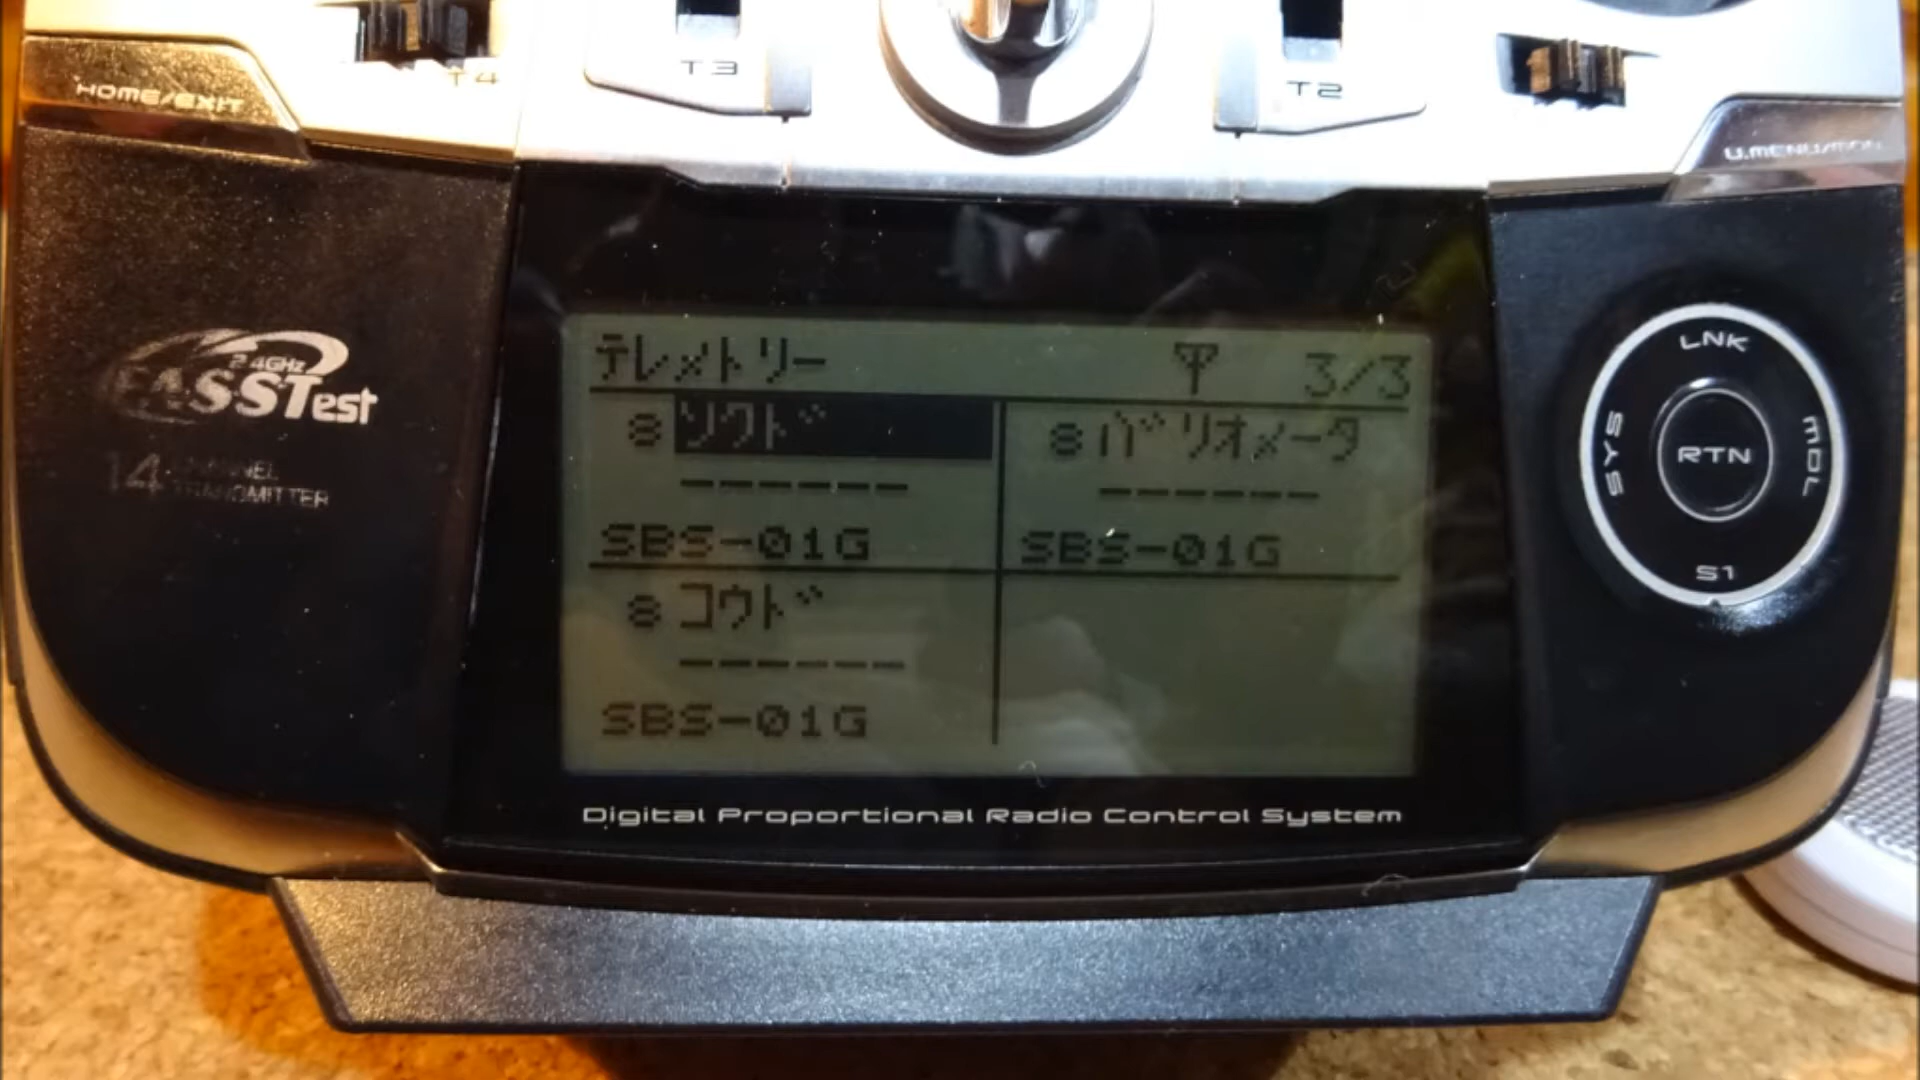 T4
T3
T2
HOME/EXIT
U.MENU/MON.
2.4GHz
FASSTest
14 CHANNEL
TRANSMITTER
テレメトリー 3/3
8 ソクド
------
SBS-01G
8 バリオメータ
------
SBS-01G
8 コウド
------
SBS-01G
LNK
SYS
RTN
MDL
S1
Digital Proportional Radio Control System